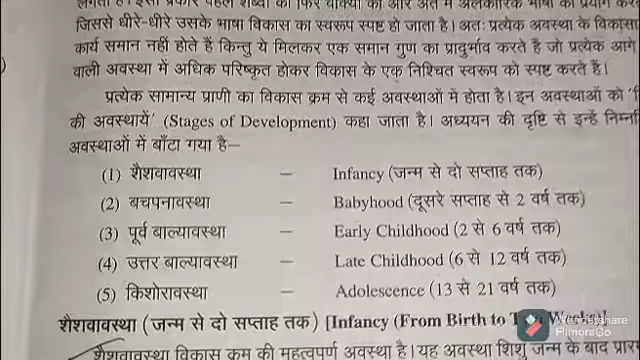 जिससे धीरे-धीरे उसके भाषा विकास का स्वरूप स्पष्ट हो जाता है। अतः प्रत्येक अवस्था के विकासा
कार्य समान नहीं होते हैं किन्तु ये मिलकर एक समान गुण का प्रादुर्भाव करते हैं जो प्रत्येक आगे
वाली अवस्था में अधिक परिष्कृत होकर विकास के एक निश्चित स्वरूप को स्पष्ट करते हैं।
प्रत्येक सामान्य प्राणी का विकास क्रम से कई अवस्थाओं में होता है। इन अवस्थाओं को
की अवस्थायें’ (Stages of Development) कहा जाता है। अध्ययन की दृष्टि से इन्हें निम्न
अवस्थाओं में बाँटा गया है—
(1) शैशवावस्था – Infancy (जन्म से दो सप्ताह तक)
(2) बचपनावस्था – Babyhood (दूसरे सप्ताह से 2 वर्ष तक)
(3) पूर्व बाल्यावस्था – Early Childhood (2 से 6 वर्ष तक)
(4) उत्तर बाल्यावस्था – Late Childhood (6 से 12 वर्ष तक)
(5) किशोरावस्था – Adolescence (13 से 21 वर्ष तक)
शैशवावस्था (जन्म से दो सप्ताह तक) [Infancy (From Birth to Two Weeks)]
Wondershare
FilmoraGo
शैशवावस्था विकास क्रम की महत्वपूर्ण अवस्था है। यह अवस्था शिशु जन्म के बाद